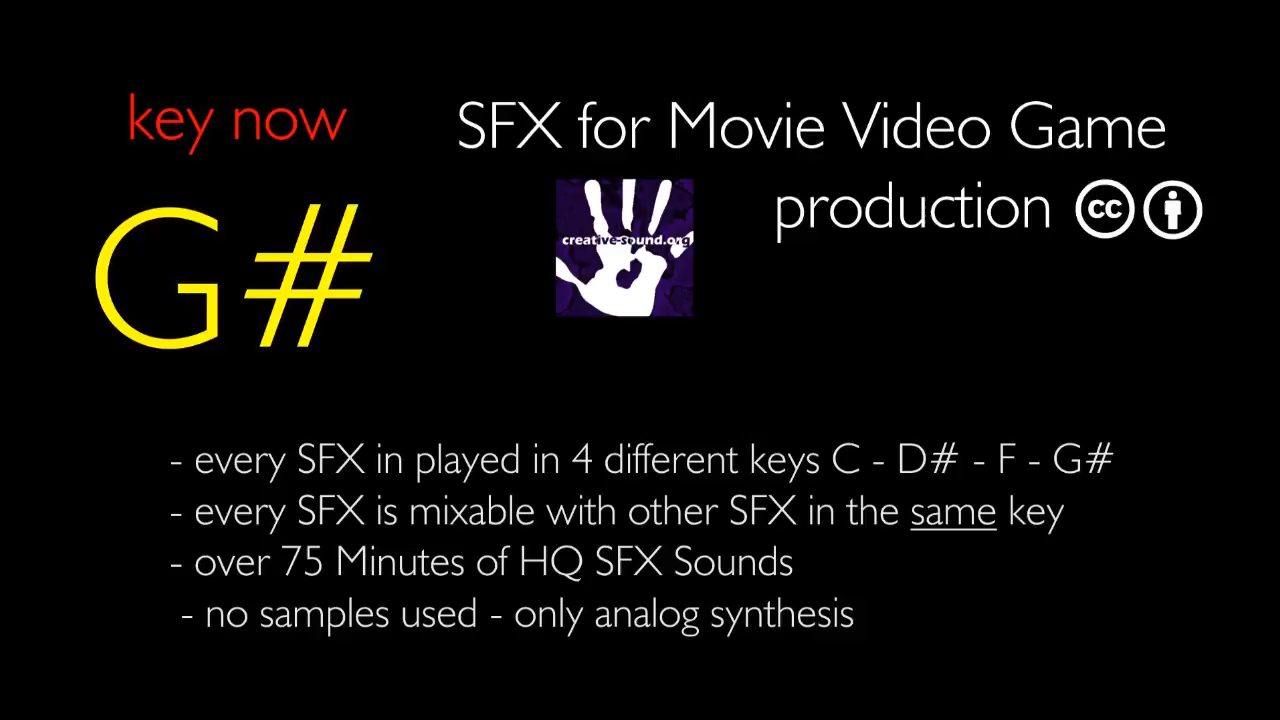 key now
G#
SFX for Movie Video Game
production cc
creative-sound.org
- every SFX in played in 4 different keys C - D# - F - G#
- every SFX is mixable with other SFX in the same key
- over 75 Minutes of HQ SFX Sounds
- no samples used - only analog synthesis